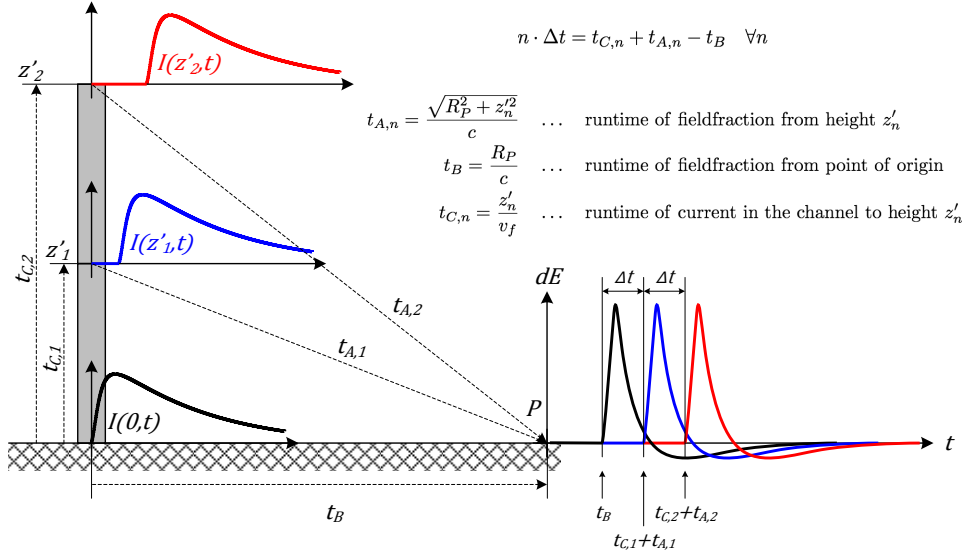 n · Δt = t_{C,n} + t_{A,n} − t_B ∀n
t_{A,n} = √(R_P^2 + z'^2_n) / c … runtime of fieldfraction from height z'_n
t_B = R_P / c … runtime of fieldfraction from point of origin
t_{C,n} = z'_n / v_f … runtime of current in the channel to height z'_n
z'_2
I(z'_2,t)
z'_1
I(z'_1,t)
t_{C,2}
t_{C,1}
t_{A,2}
t_{A,1}
I(0,t)
P
t_B
dE
Δt Δt
t
t_B
t_{C,2}+t_{A,2}
t_{C,1}+t_{A,1}